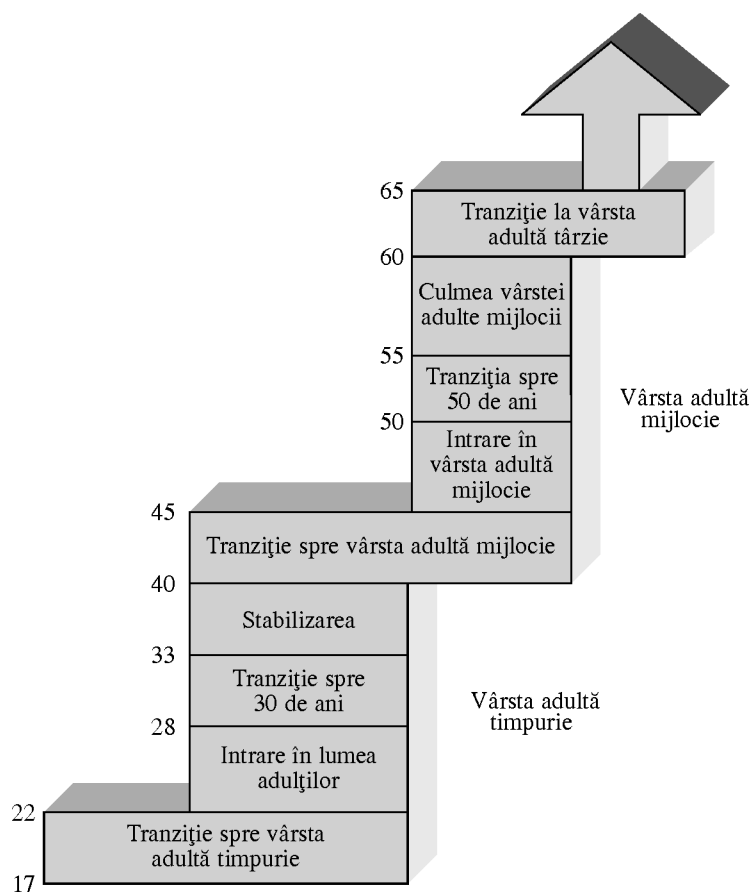 65
Tranziţie la vârsta
adultă târzie
60
Culmea vârstei
adulte mijlocii
55
Tranziţia spre
50 de ani
Vârsta adultă
mijlocie
50
Intrare în
vârsta adultă
mijlocie
45
Tranziţie spre vârsta adultă mijlocie
40
Stabilizarea
33
Tranziţie spre
30 de ani
Vârsta adultă
timpurie
28
Intrare în lumea
adulţilor
22
Tranziţie spre vârsta
adultă timpurie
17